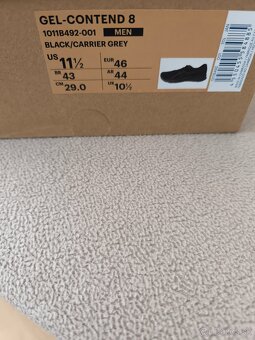 GEL-CONTEND 8
1011B492-001 MEN
BLACK/CARRIER GREY
US 11½ EUR 46
BR 43 AR 44
CM 29.0 US 10½